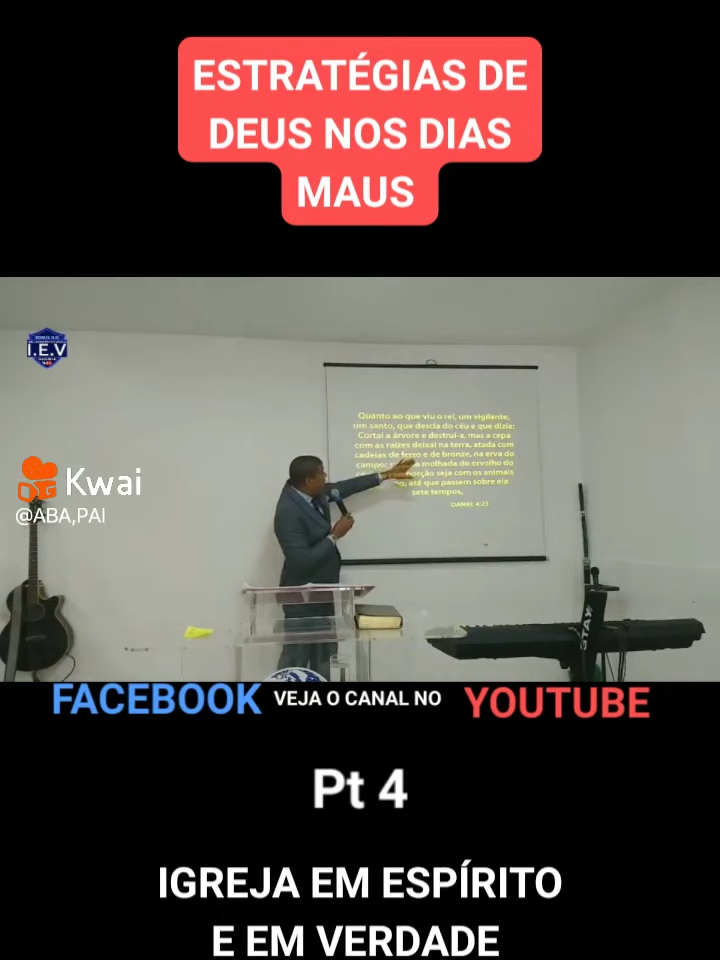 ESTRATÉGIAS DE
DEUS NOS DIAS
MAUS
I.E.V
Quanto ao que viu o rei, um vigilante,
um santo, que descia do céu e que dizia:
Cortai a árvore e destruí-a, mas a cepa
com as raízes deixai na terra, atada com
cadeias de ferro e de bronze, na erva do
campo; molhada do orvalho do
porção seja com os animais
até que passem sobre ela
sete tempos,
DANIEL 4:23
Kwai
@ABA,PAI
STAY
FACEBOOK VEJA O CANAL NO YOUTUBE
Pt 4
IGREJA EM ESPÍRITO
E EM VERDADE